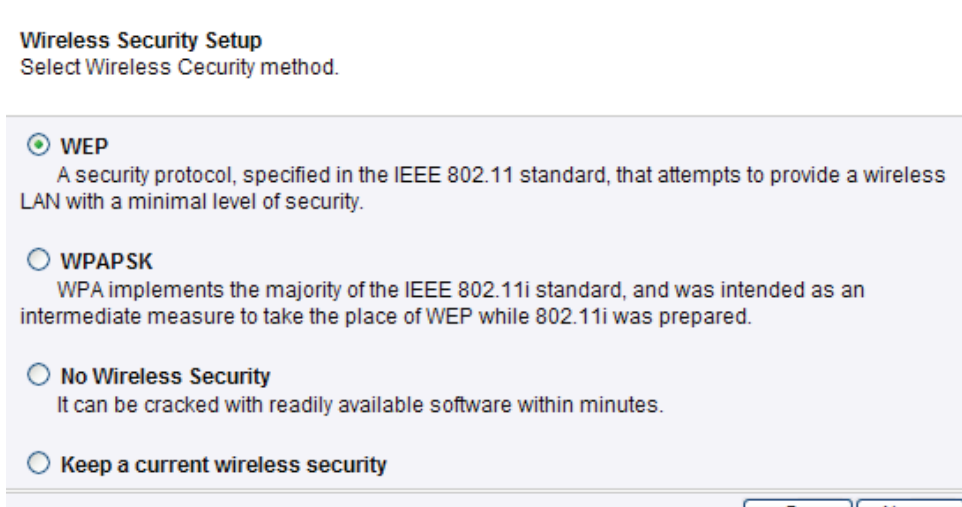 Wireless Security Setup
Select Wireless Cecurity method.
WEP
A security protocol, specified in the IEEE 802.11 standard, that attempts to provide a wireless
LAN with a minimal level of security.
WPAPSK
WPA implements the majority of the IEEE 802.11i standard, and was intended as an
intermediate measure to take the place of WEP while 802.11i was prepared.
No Wireless Security
It can be cracked with readily available software within minutes.
Keep a current wireless security